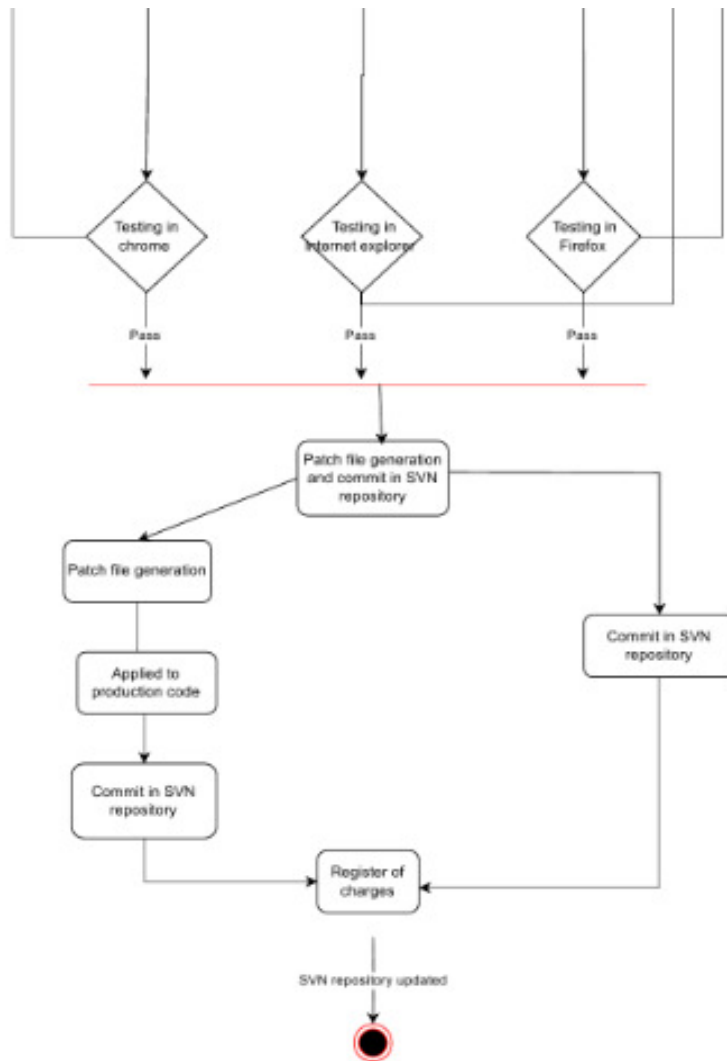 Testing in
chrome
Testing in
Internet explorer
Testing in
Firefox
Pass
Pass
Pass
Patch file generation
and commit in SVN
repository
Patch file generation
Commit in SVN
repository
Applied to
production code
Commit in SVN
repository
Register of
charges
SVN repository updated